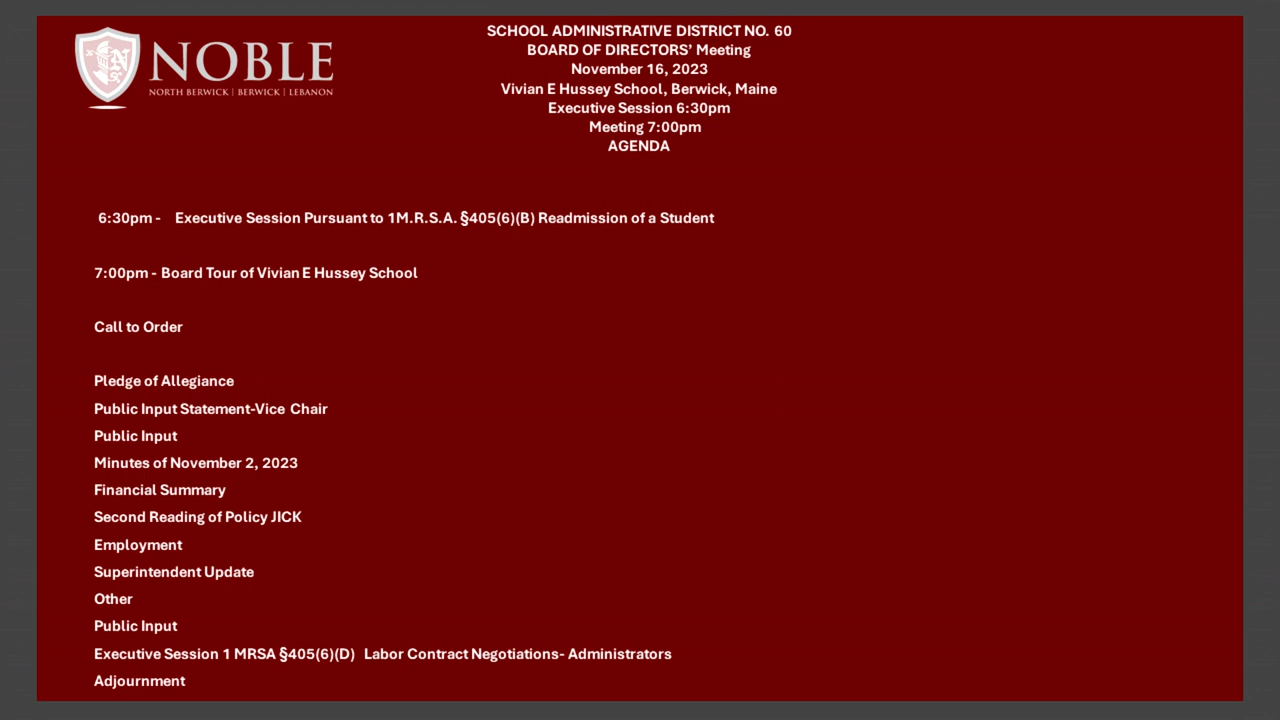 NOBLE
NORTH BERWICK | BERWICK | LEBANON
SCHOOL ADMINISTRATIVE DISTRICT NO. 60
BOARD OF DIRECTORS’ Meeting
November 16, 2023
Vivian E Hussey School, Berwick, Maine
Executive Session 6:30pm
Meeting 7:00pm
AGENDA
6:30pm - Executive Session Pursuant to 1M.R.S.A. §405(6)(B) Readmission of a Student
7:00pm - Board Tour of Vivian E Hussey School
Call to Order
Pledge of Allegiance
Public Input Statement-Vice Chair
Public Input
Minutes of November 2, 2023
Financial Summary
Second Reading of Policy JICK
Employment
Superintendent Update
Other
Public Input
Executive Session 1 MRSA §405(6)(D) Labor Contract Negotiations- Administrators
Adjournment